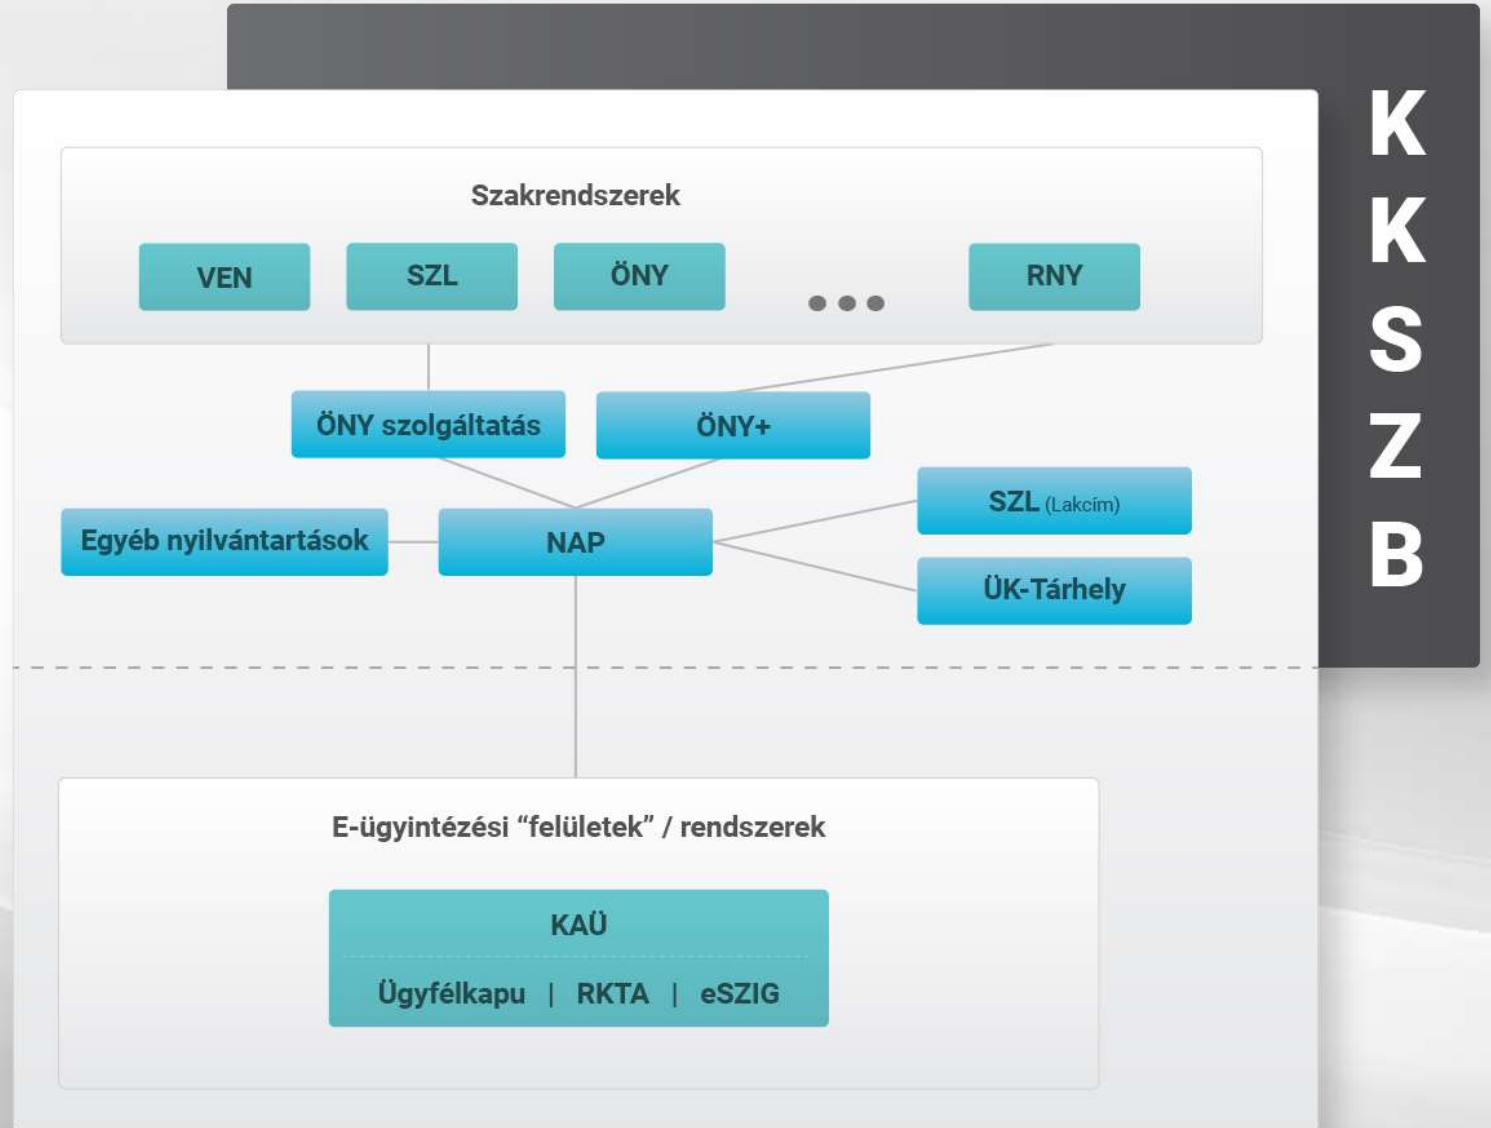 K
K
S
Z
B
Szakrendszerek
VEN
SZL
ÖNY
RNY
ÖNY szolgáltatás
ÖNY+
SZL (Lakcím)
Egyéb nyilvántartások
NAP
ÜK-Tárhely
E-ügyintézési “felületek” / rendszerek
KAÜ
Ügyfélkapu | RKTA | eSZIG